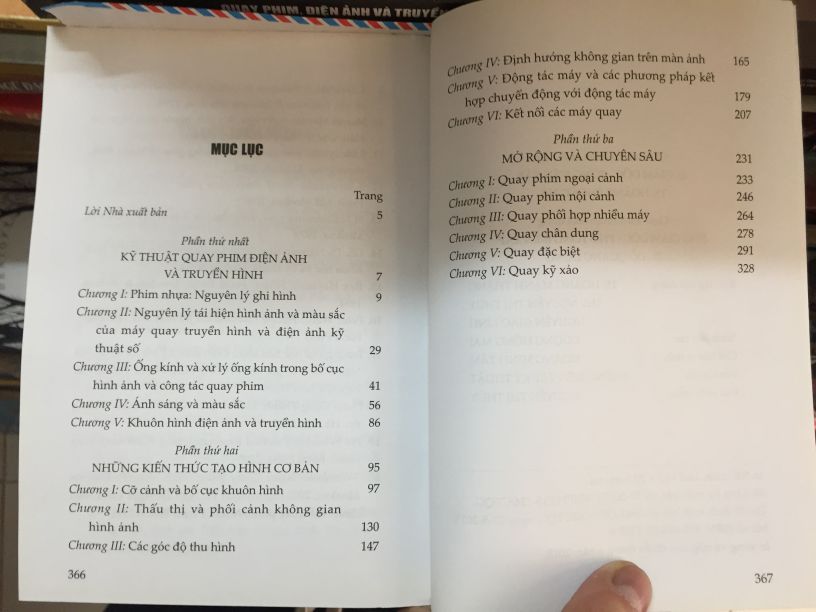 QUAY PHIM, ĐIỆN ẢNH VÀ TRUYỀN
MỤC LỤC
Trang
Lời Nhà xuất bản 5
Phần thứ nhất
KỸ THUẬT QUAY PHIM ĐIỆN ẢNH
VÀ TRUYỀN HÌNH 7
Chương I: Phim nhựa: Nguyên lý ghi hình 9
Chương II: Nguyên lý tái hiện hình ảnh và màu sắc
của máy quay truyền hình và điện ảnh kỹ
thuật số 29
Chương III: Ống kính và xử lý ống kính trong bố cục
hình ảnh và công tác quay phim 41
Chương IV: Ánh sáng và màu sắc 56
Chương V: Khuôn hình điện ảnh và truyền hình 86
Phần thứ hai
NHỮNG KIẾN THỨC TẠO HÌNH CƠ BẢN 95
Chương I: Cỡ cảnh và bố cục khuôn hình 97
Chương II: Thấu thị và phối cảnh không gian
hình ảnh 130
Chương III: Các góc độ thu hình 147
366
Chương IV: Định hướng không gian trên màn ảnh 165
Chương V: Động tác máy và các phương pháp kết
hợp chuyển động với động tác máy 179
Chương VI: Kết nối các máy quay 207
Phần thứ ba
MỞ RỘNG VÀ CHUYÊN SÂU 231
Chương I: Quay phim ngoại cảnh 233
Chương II: Quay phim nội cảnh 246
Chương III: Quay phối hợp nhiều máy 264
Chương IV: Quay chân dung 278
Chương V: Quay đặc biệt 291
Chương VI: Quay kỹ xảo 328
367